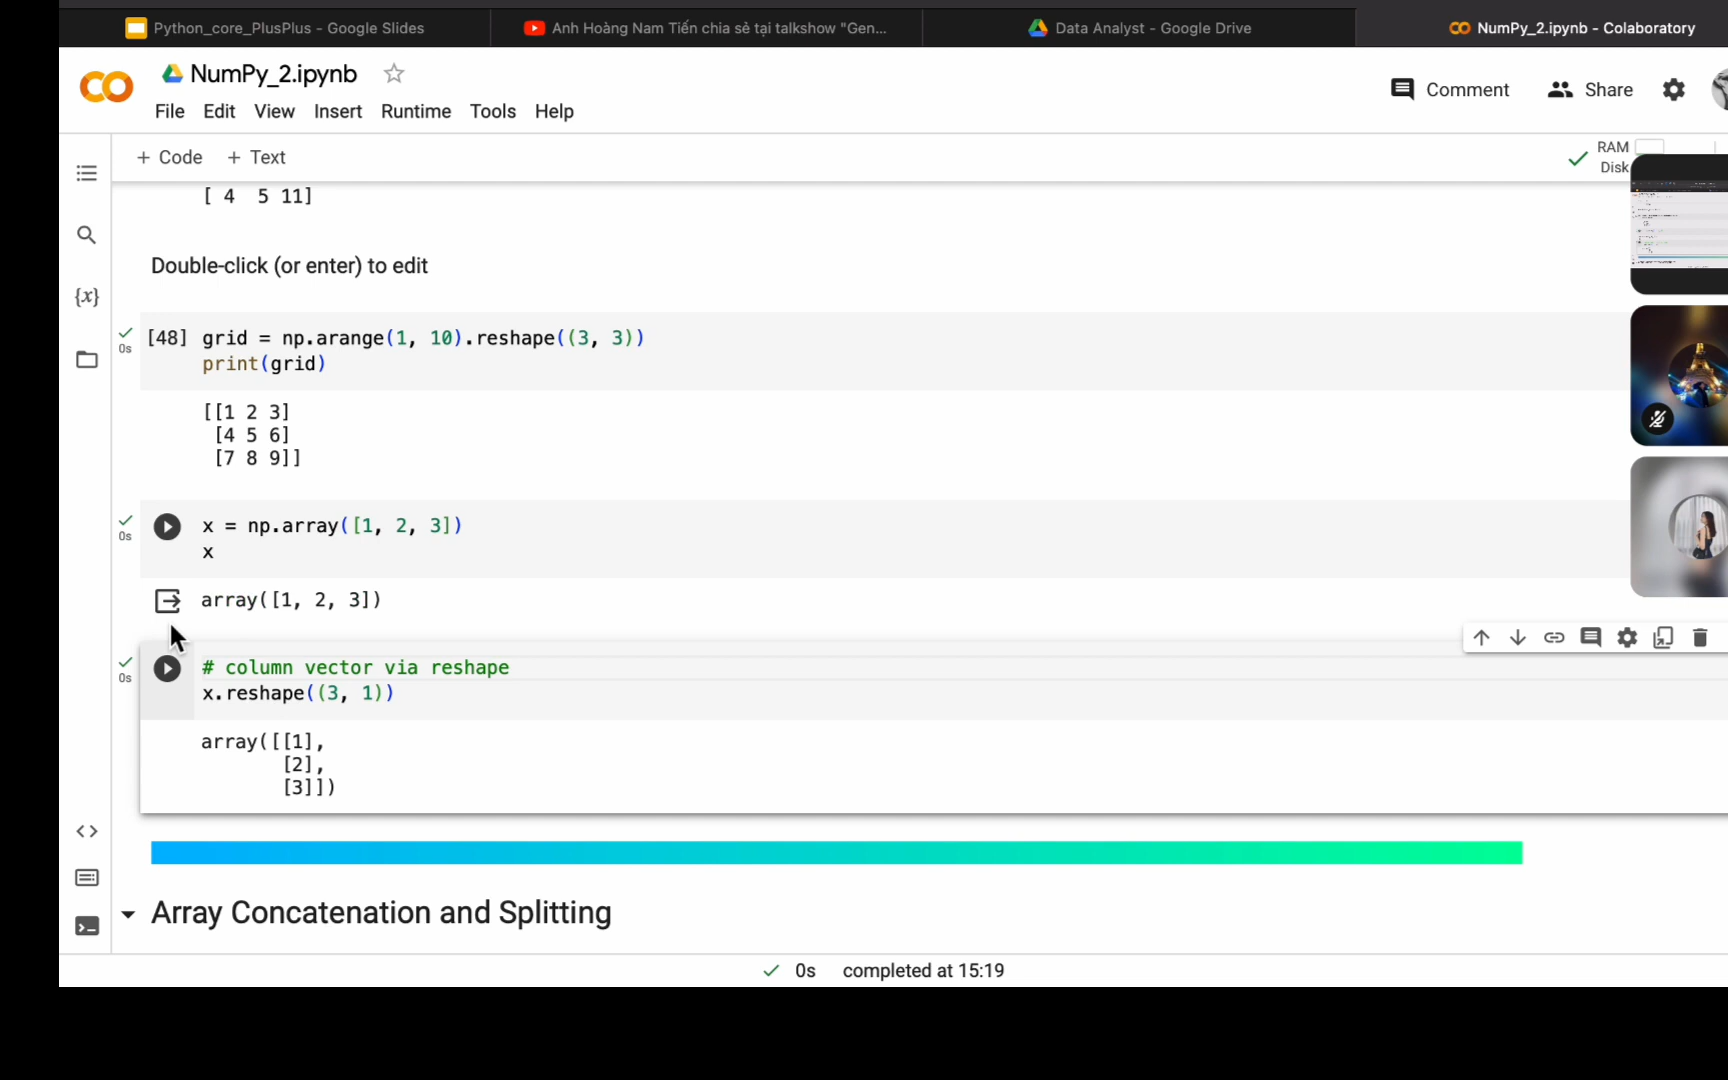 Python_core_PlusPlus - Google Slides
Anh Hoàng Nam Tiến chia sẻ tại talkshow "Gen...
Data Analyst - Google Drive
NumPy_2.ipynb - Colaboratory
NumPy_2.ipynb
Comment
Share
File Edit View Insert Runtime Tools Help
+ Code + Text
RAM
Disk
[ 4  5 11]
Double-click (or enter) to edit
[48] grid = np.arange(1, 10).reshape((3, 3))
0s
print(grid)
[[1 2 3]
 [4 5 6]
 [7 8 9]]
x = np.array([1, 2, 3])
0s
x
array([1, 2, 3])
# column vector via reshape
0s
x.reshape((3, 1))
array([[1],
       [2],
       [3]])
Array Concatenation and Splitting
0s completed at 15:19